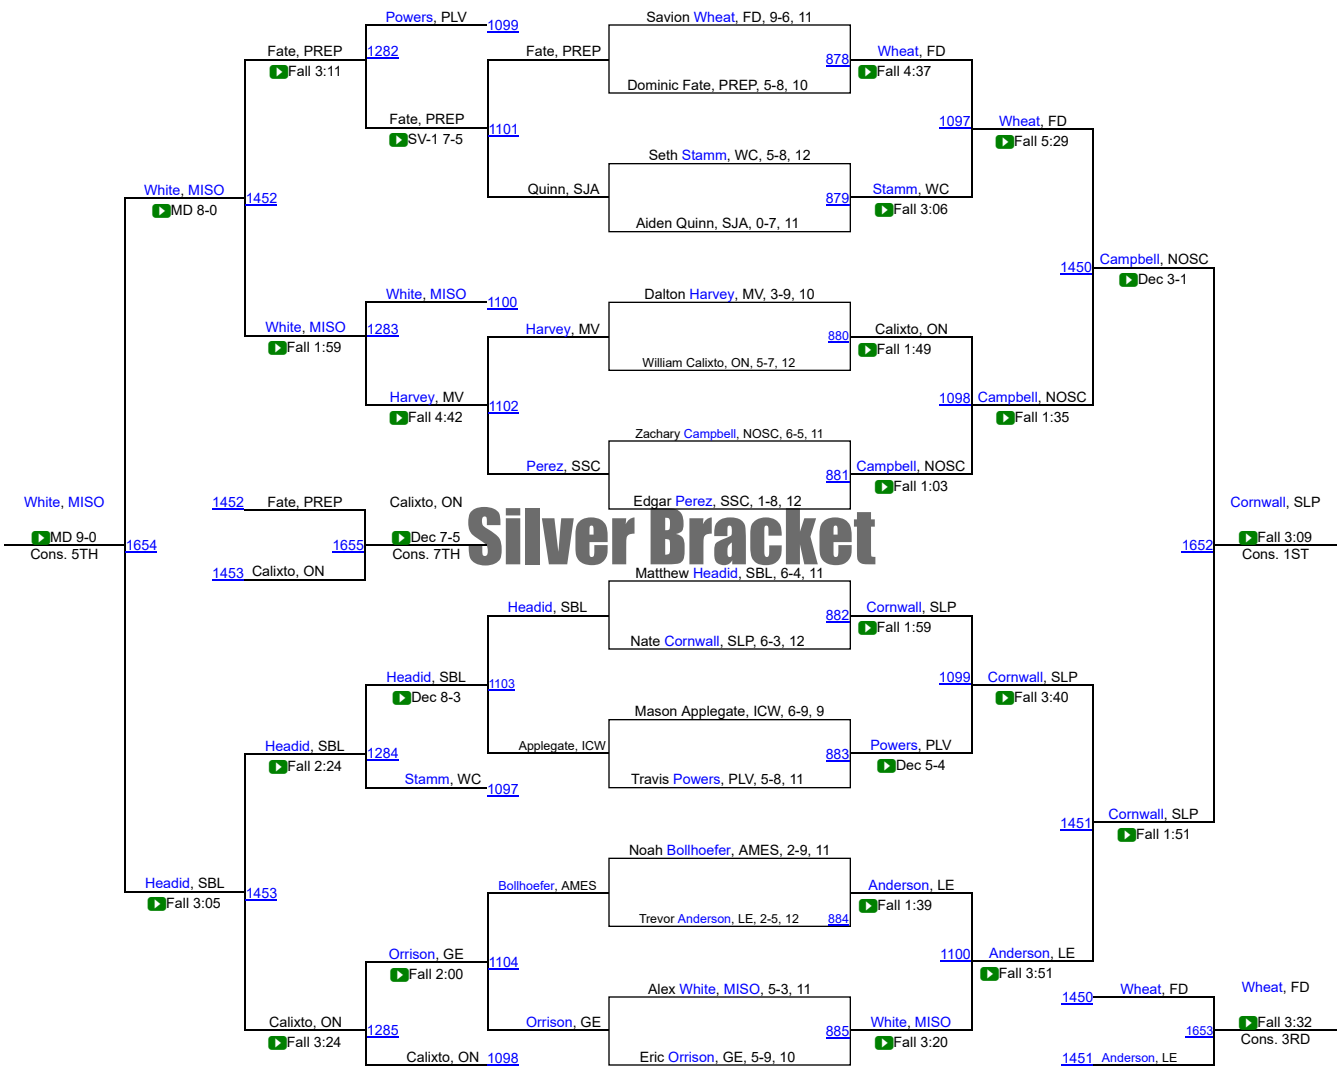 Powers, PLV
1099
Savion Wheat, FD, 9-6, 11
Fate, PREP
1282
Fate, PREP
878
Wheat, FD
Fall 3:11
Fall 4:37
Dominic Fate, PREP, 5-8, 10
Fate, PREP
1101
1097
Wheat, FD
SV-1 7-5
Fall 5:29
Seth Stamm, WC, 5-8, 12
White, MISO
1452
Quinn, SJA
879
Stamm, WC
MD 8-0
Fall 3:06
Aiden Quinn, SJA, 0-7, 11
1450
Campbell, NOSC
Dec 3-1
White, MISO
1100
Dalton Harvey, MV, 3-9, 10
White, MISO
1283
Harvey, MV
880
Calixto, ON
Fall 1:59
Fall 1:49
William Calixto, ON, 5-7, 12
Harvey, MV
1102
1098
Campbell, NOSC
Fall 4:42
Fall 1:35
Zachary Campbell, NOSC, 6-5, 11
Perez, SSC
881
Campbell, NOSC
Fall 1:03
White, MISO
1452
Fate, PREP
Calixto, ON
Edgar Perez, SSC, 1-8, 12
Cornwall, SLP
MD 9-0
Cons. 5TH
1654
1655
Dec 7-5
Cons. 7TH
Silver Bracket
1652
Fall 3:09
Cons. 1ST
1453
Calixto, ON
Matthew Headid, SBL, 6-4, 11
Headid, SBL
882
Cornwall, SLP
Fall 1:59
Nate Cornwall, SLP, 6-3, 12
Headid, SBL
1103
1099
Cornwall, SLP
Dec 8-3
Fall 3:40
Mason Applegate, ICW, 6-9, 9
Headid, SBL
1284
Applegate, ICW
883
Powers, PLV
Fall 2:24
Dec 5-4
Stamm, WC
1097
Travis Powers, PLV, 5-8, 11
1451
Cornwall, SLP
Fall 1:51
Noah Bollhoefer, AMES, 2-9, 11
Headid, SBL
1453
Bollhoefer, AMES
Anderson, LE
Fall 3:05
Fall 1:39
Trevor Anderson, LE, 2-5, 12
884
Orrison, GE
1104
1100
Anderson, LE
Fall 2:00
Fall 3:51
Alex White, MISO, 5-3, 11
1450
Wheat, FD
Wheat, FD
Calixto, ON
1285
Orrison, GE
885
White, MISO
1653
Fall 3:32
Cons. 3RD
Fall 3:24
Fall 3:20
Calixto, ON
1098
Eric Orrison, GE, 5-9, 10
1451
Anderson, LE